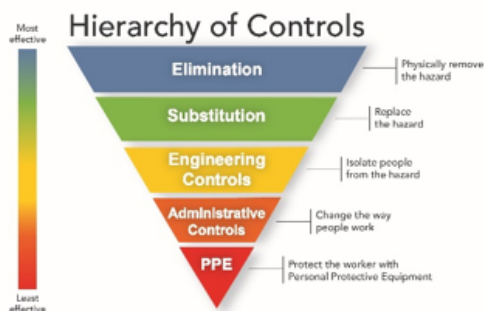 Hierarchy of Controls
Most
effective
Elimination
Physically remove
the hazard
Substitution
Replace
the hazard
Engineering
Controls
Isolate people
from the hazard
Administrative
Controls
Change the way
people work
PPE
Protect the worker with
Personal Protective Equipment
Least
effective